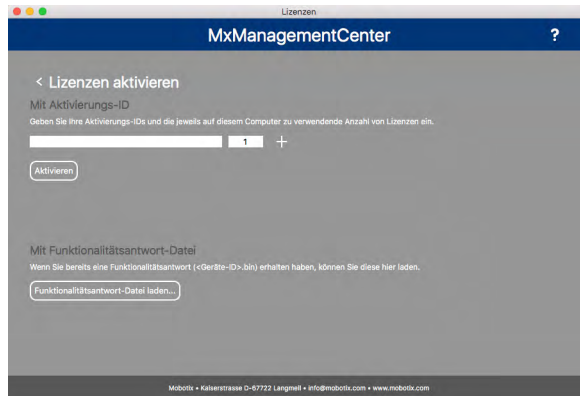 Lizenzen
MxManagementCenter
?
< Lizenzen aktivieren
Mit Aktivierungs-ID
Geben Sie Ihre Aktivierungs-IDs und die jeweils auf diesem Computer zu verwendende Anzahl von Lizenzen ein.
1 +
Aktivieren
Mit Funktionalitätsantwort-Datei
Wenn Sie bereits eine Funktionalitätsantwort (<Geräte-ID>.bin) erhalten haben, können Sie diese hier laden.
Funktionalitätsantwort-Datei laden...
Mobotix • Kaiserstrasse D-67722 Langmeil • info@mobotix.com • www.mobotix.com